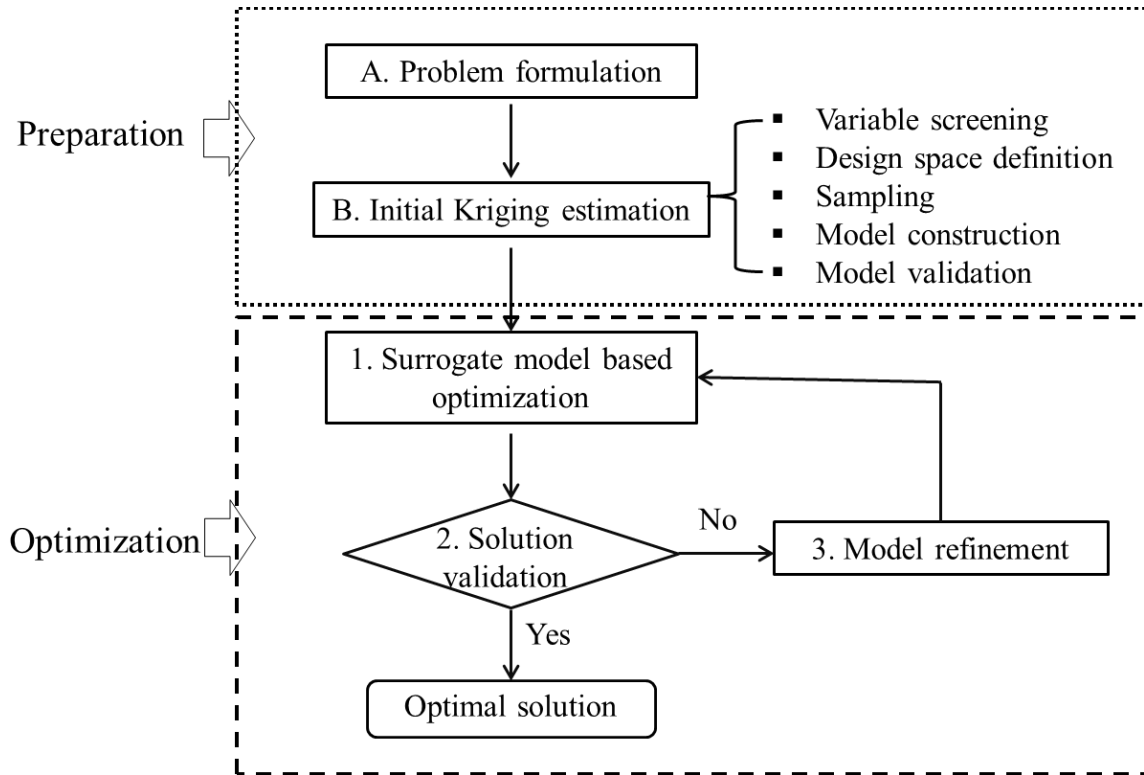 A. Problem formulation
Preparation
B. Initial Kriging estimation
▪ Variable screening
▪ Design space definition
▪ Sampling
▪ Model construction
▪ Model validation
1. Surrogate model based
optimization
Optimization
2. Solution
validation
No
3. Model refinement
Yes
Optimal solution